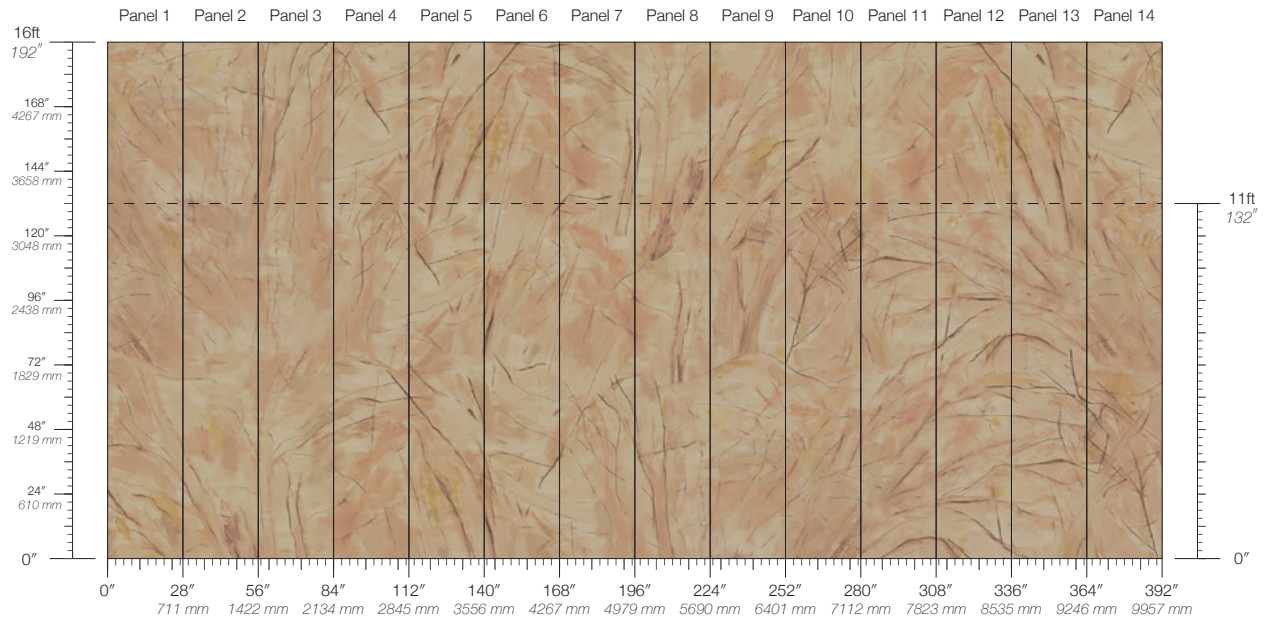 Panel 1 Panel 2 Panel 3 Panel 4 Panel 5 Panel 6 Panel 7 Panel 8 Panel 9 Panel 10 Panel 11 Panel 12 Panel 13 Panel 14
16ft
192″
168″
4267 mm
144″
3658 mm
120″
3048 mm
96″
2438 mm
72″
1829 mm
48″
1219 mm
24″
610 mm
0″
11ft
132″
0″
0″ 28″ 56″ 84″ 112″ 140″ 168″ 196″ 224″ 252″ 280″ 308″ 336″ 364″ 392″
711 mm 1422 mm 2134 mm 2845 mm 3556 mm 4267 mm 4979 mm 5690 mm 6401 mm 7112 mm 7823 mm 8535 mm 9246 mm 9957 mm